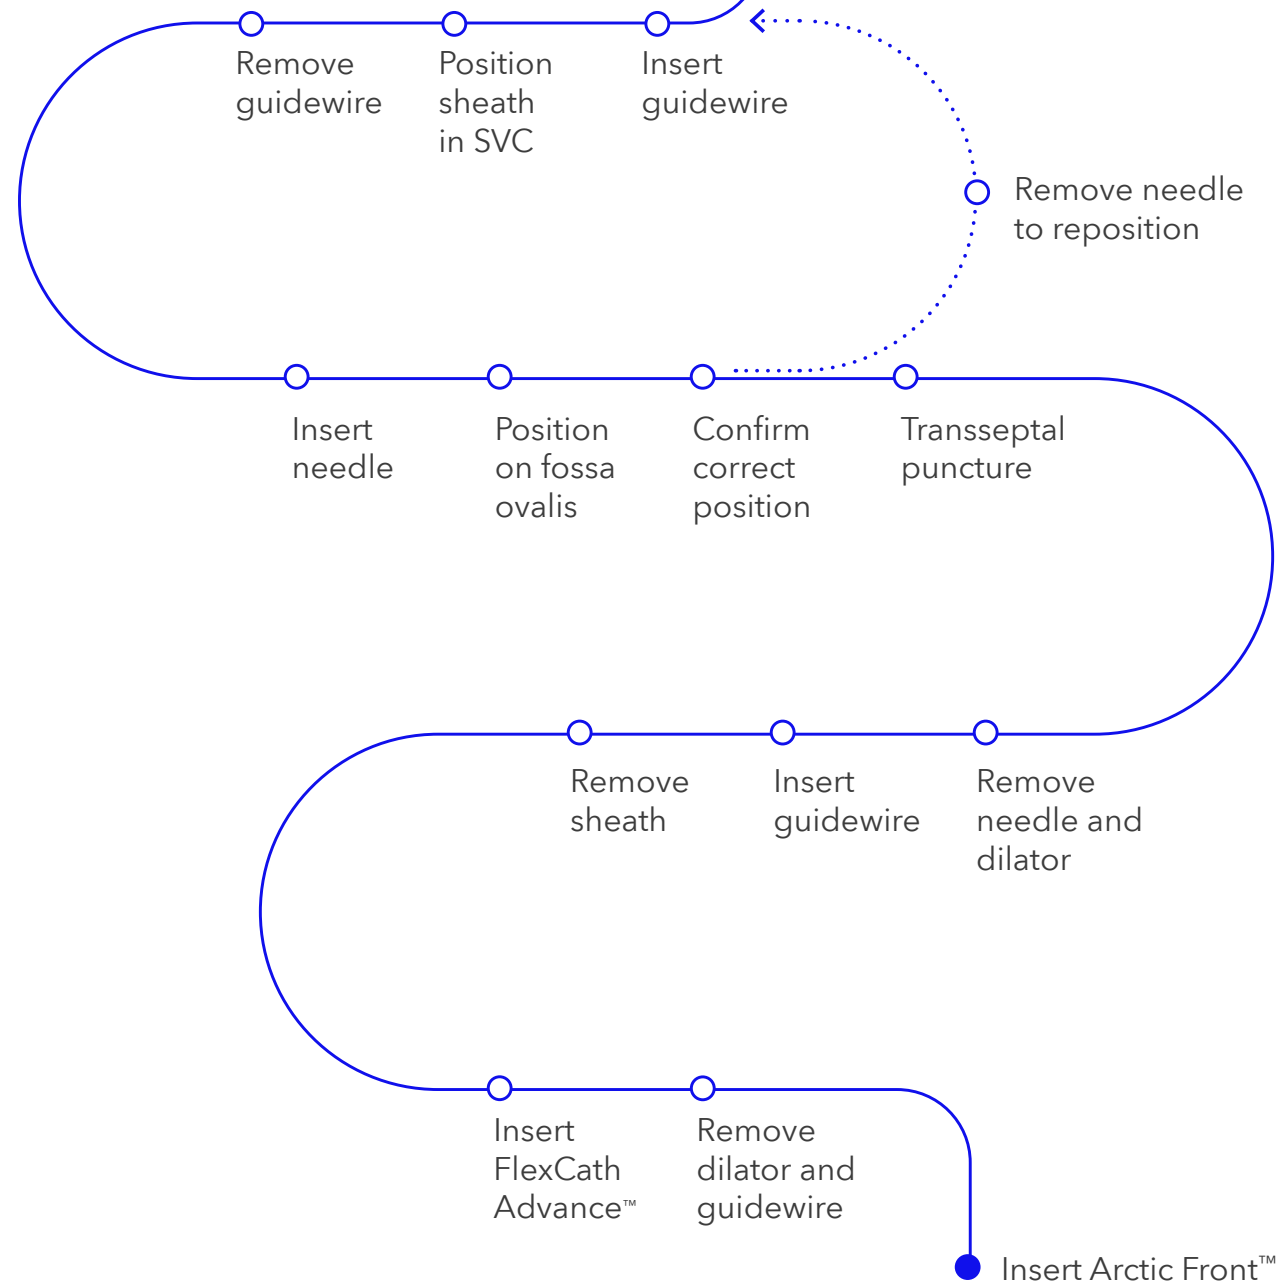 Remove
guidewire
Position
sheath
in SVC
Insert
guidewire
Remove needle
to reposition
Insert
needle
Position
on fossa
ovalis
Confirm
correct
position
Transseptal
puncture
Remove
sheath
Insert
guidewire
Remove
needle and
dilator
Insert
FlexCath
Advance™
Remove
dilator and
guidewire
Insert Arctic Front™